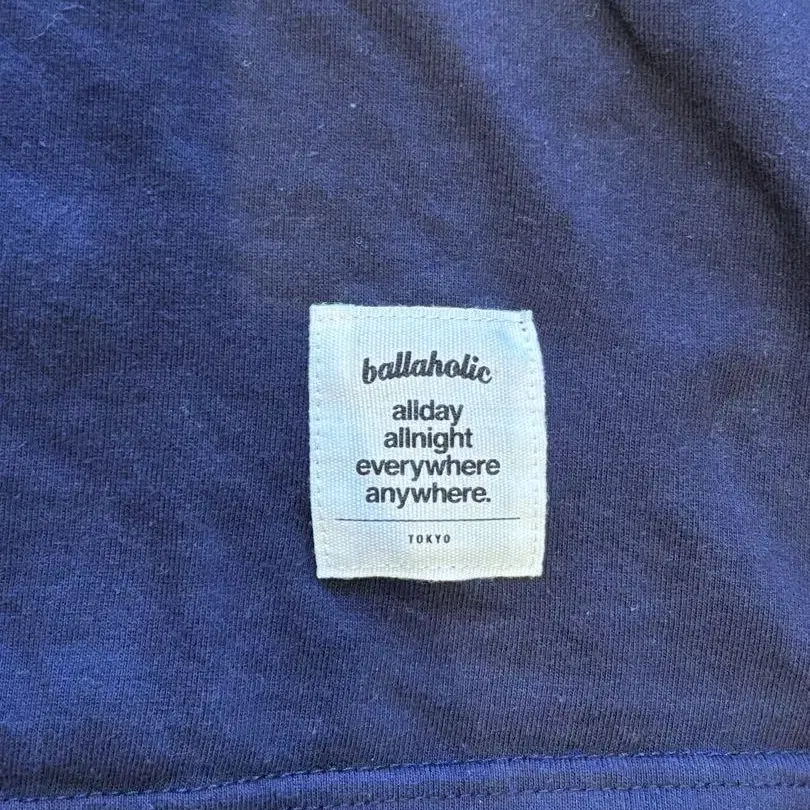 ballaholic
allday
allnight
everywhere
anywhere.
TOKYO